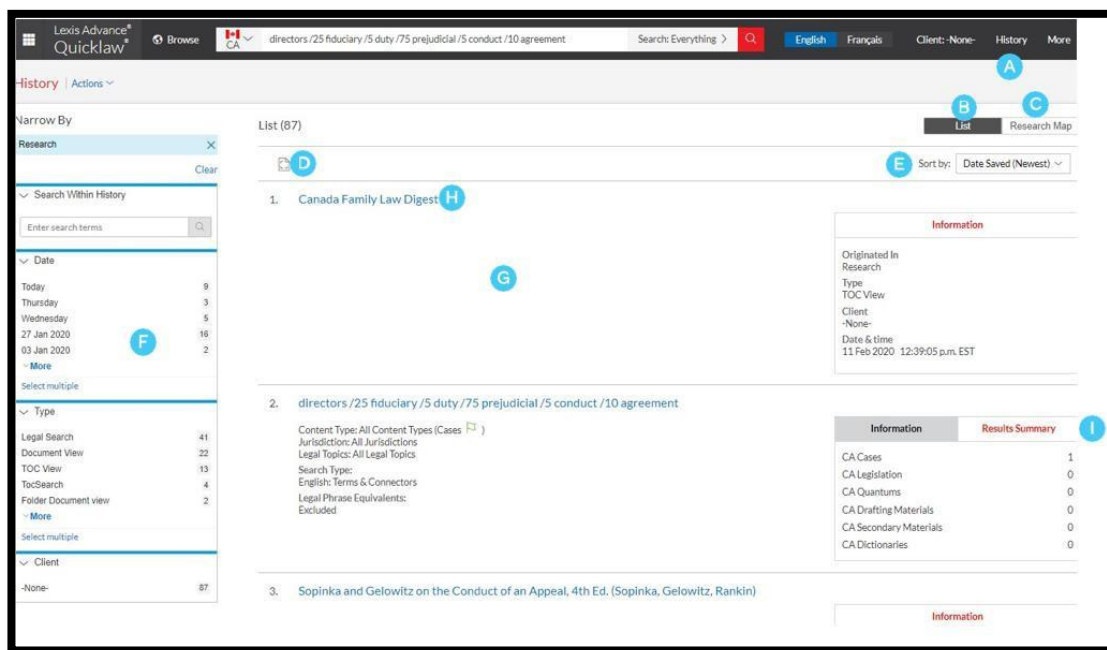 Lexis Advance®
Quicklaw®
Browse
CA
directors /25 fiduciary /5 duty /75 prejudicial /5 conduct /10 agreement
Search: Everything >
English
Français
Client: -None-
History
More
A
History | Actions
B
C
Narrow By
List (87)
List
Research Map
Research X
Clear
D
E
Sort by: Date Saved (Newest)
Search Within History
Enter search terms
1. Canada Family Law Digest H
Information
Originated In
Research
Type
TOC View
Client
-None-
Date & time
11 Feb 2020 12:39:05 p.m. EST
G
Date
Today 9
Thursday 3
Wednesday 5
27 Jan 2020 16
03 Jan 2020 2
More
Select multiple
F
Type
Legal Search 41
Document View 22
TOC View 13
TocSearch 4
Folder Document view 2
More
Select multiple
Client
-None- 87
2. directors /25 fiduciary /5 duty /75 prejudicial /5 conduct /10 agreement
Content Type: All Content Types (Cases )
Jurisdiction: All Jurisdictions
Legal Topics: All Legal Topics
Search Type:
English: Terms & Connectors
Legal Phrase Equivalents:
Excluded
Information
Results Summary
I
CA Cases 1
CA Legislation 0
CA Quantums 0
CA Drafting Materials 0
CA Secondary Materials 0
CA Dictionaries 0
3. Sopinka and Gelowitz on the Conduct of an Appeal, 4th Ed. (Sopinka, Gelowitz, Rankin)
Information